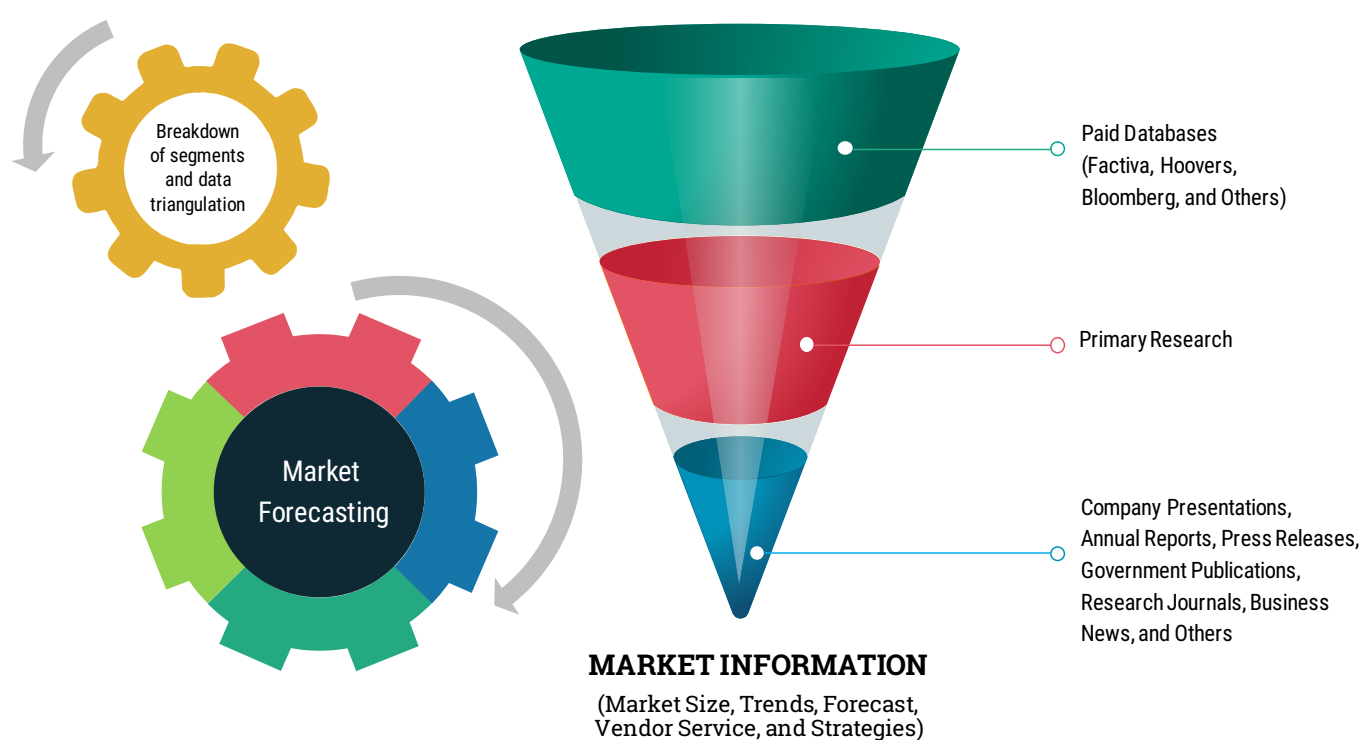 Breakdown
of segments
and data
triangulation
Market
Forecasting
Paid Databases
(Factiva, Hoovers,
Bloomberg, and Others)
Primary Research
Company Presentations,
Annual Reports, Press Releases,
Government Publications,
Research Journals, Business
News, and Others
MARKET INFORMATION
(Market Size, Trends, Forecast,
Vendor Service, and Strategies)